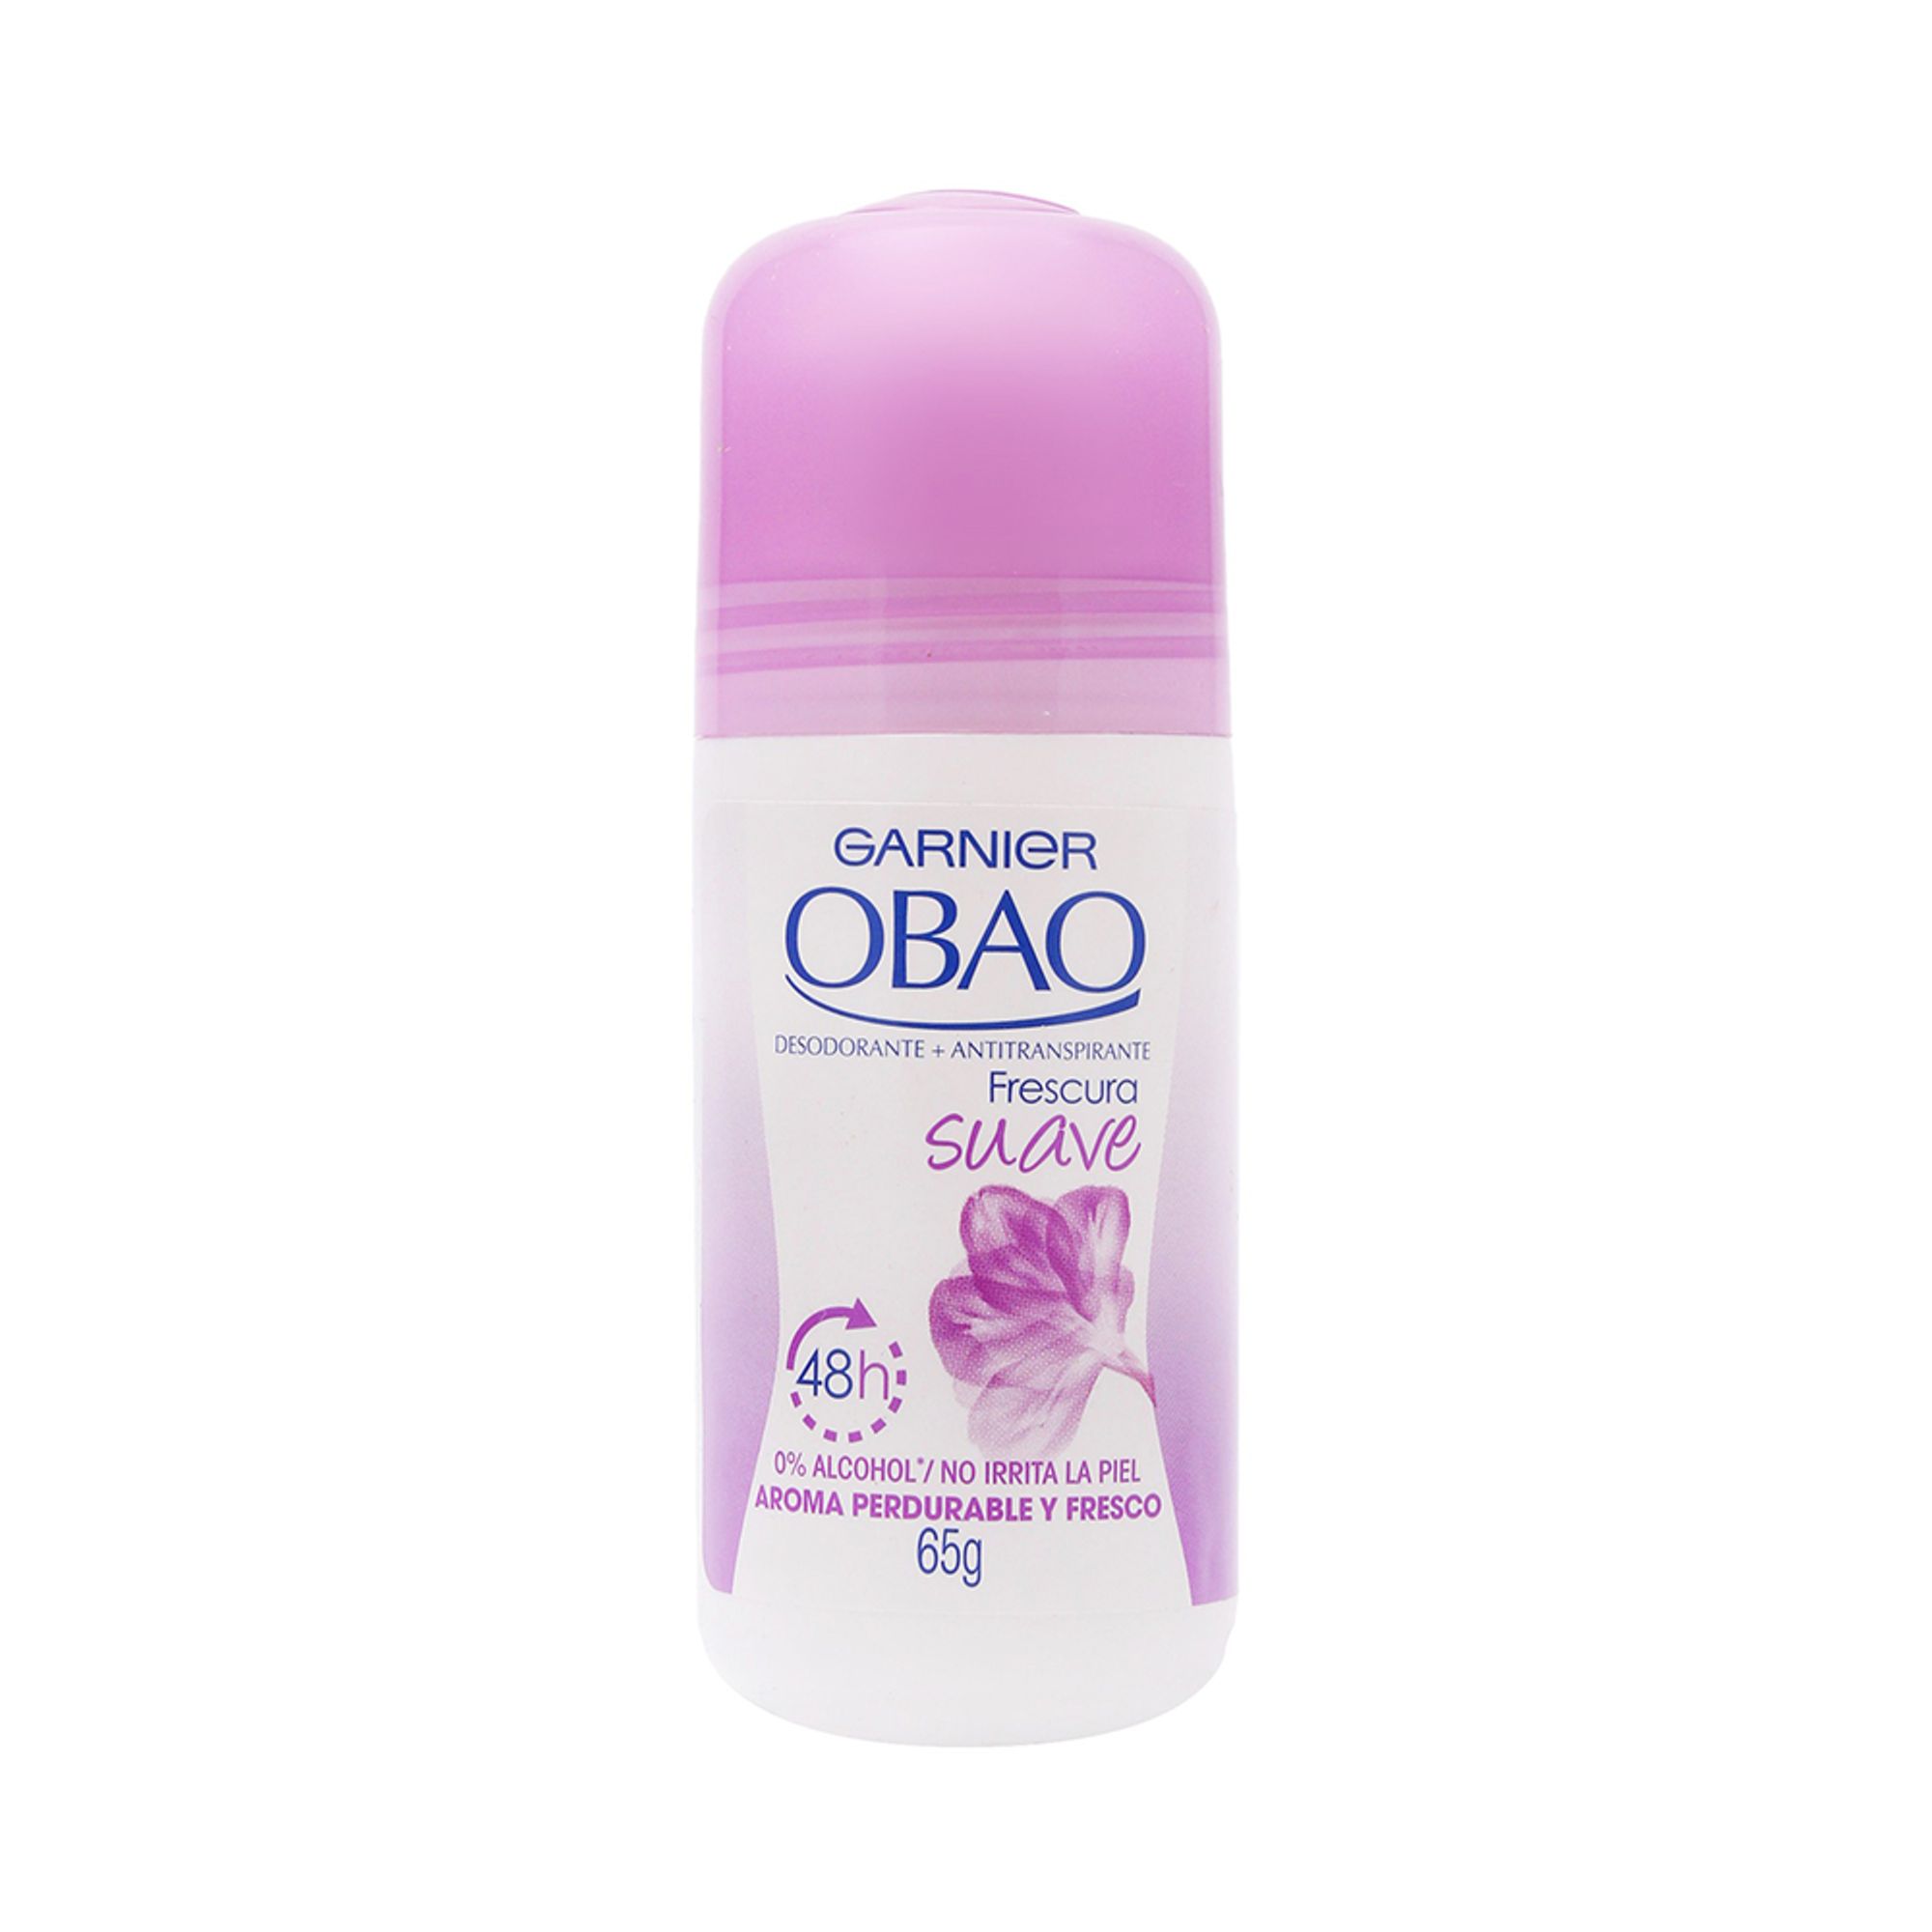 GARNIER
OBAO
DESODORANTE + ANTITRANSPIRANTE
Frescura
suave
48h
0% ALCOHOL*/ NO IRRITA LA PIEL
AROMA PERDURABLE Y FRESCO
65g